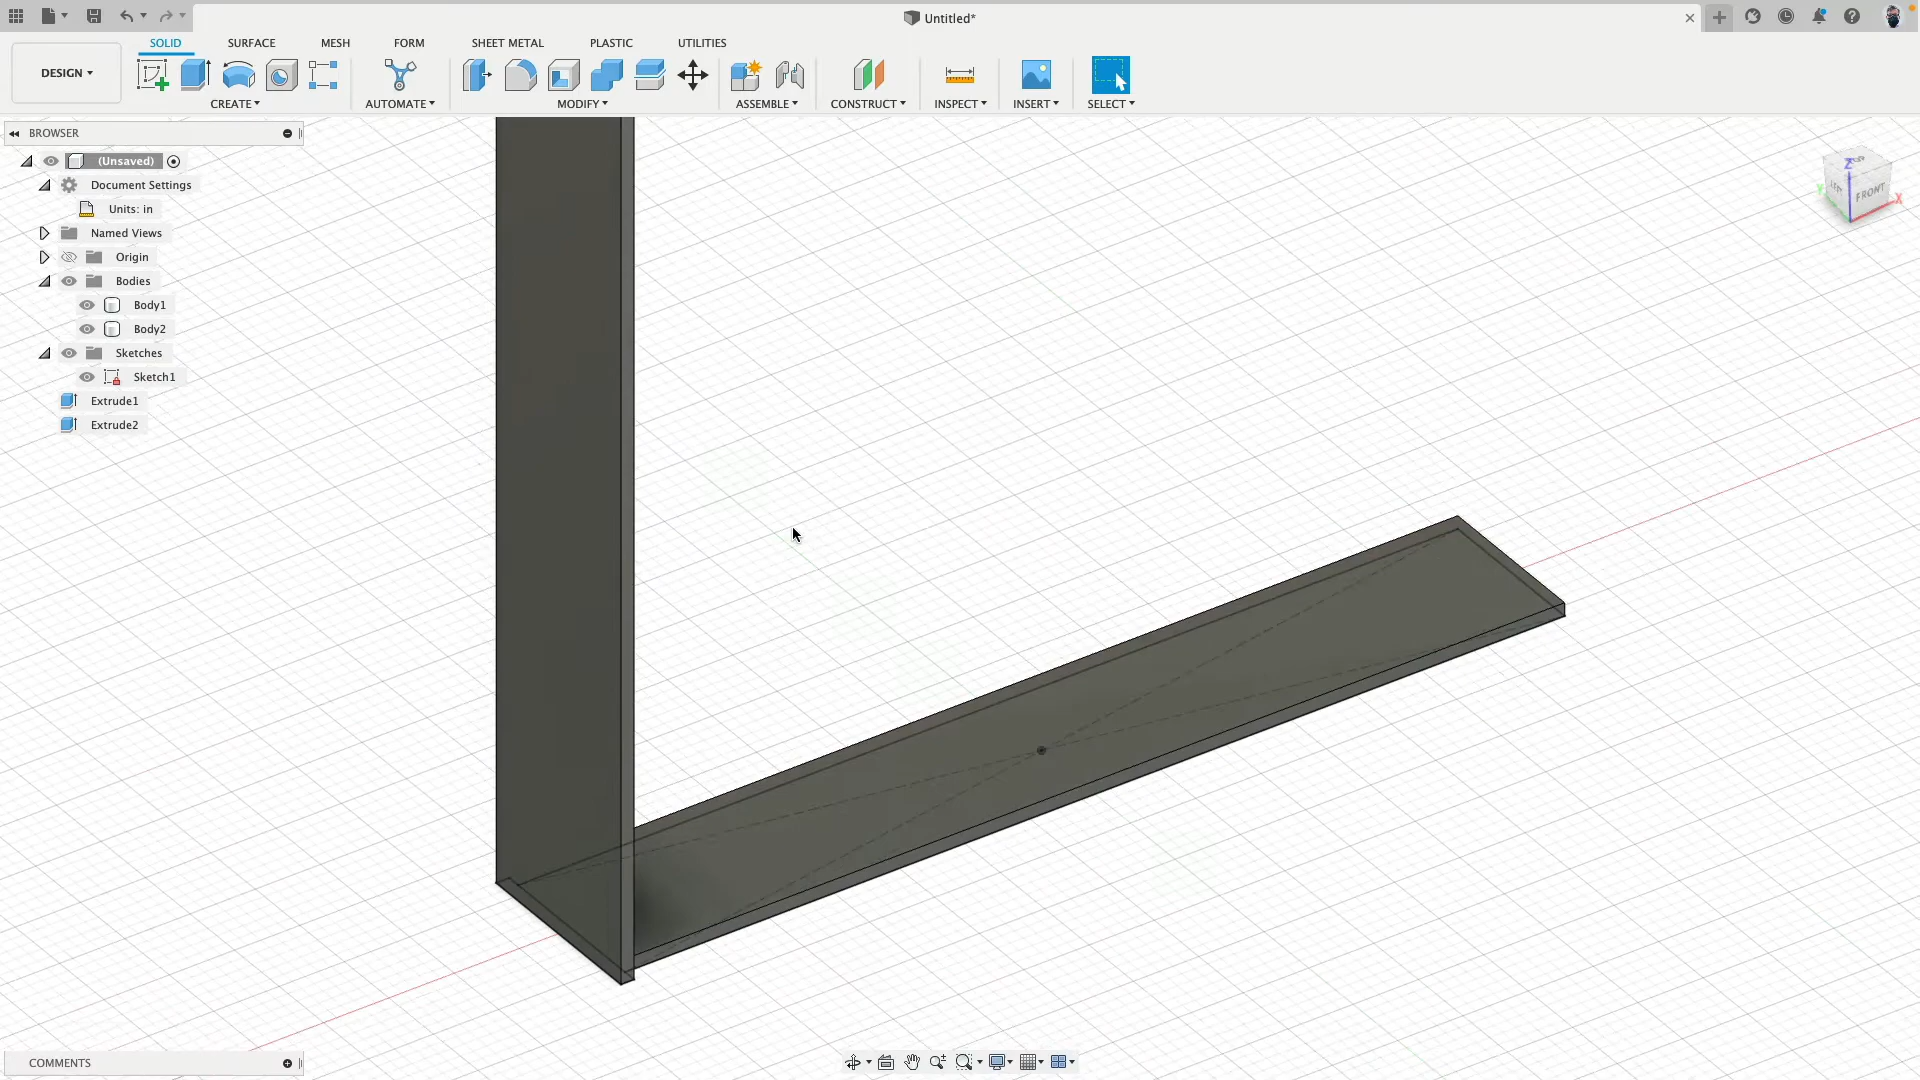 Untitled*
SOLID SURFACE MESH FORM SHEET METAL PLASTIC UTILITIES
DESIGN
CREATE AUTOMATE MODIFY ASSEMBLE CONSTRUCT INSPECT INSERT SELECT
BROWSER
(Unsaved)
Document Settings
Units: in
Named Views
Origin
Bodies
Body1
Body2
Sketches
Sketch1
Extrude1
Extrude2
Z
FRONT
X
Y
COMMENTS